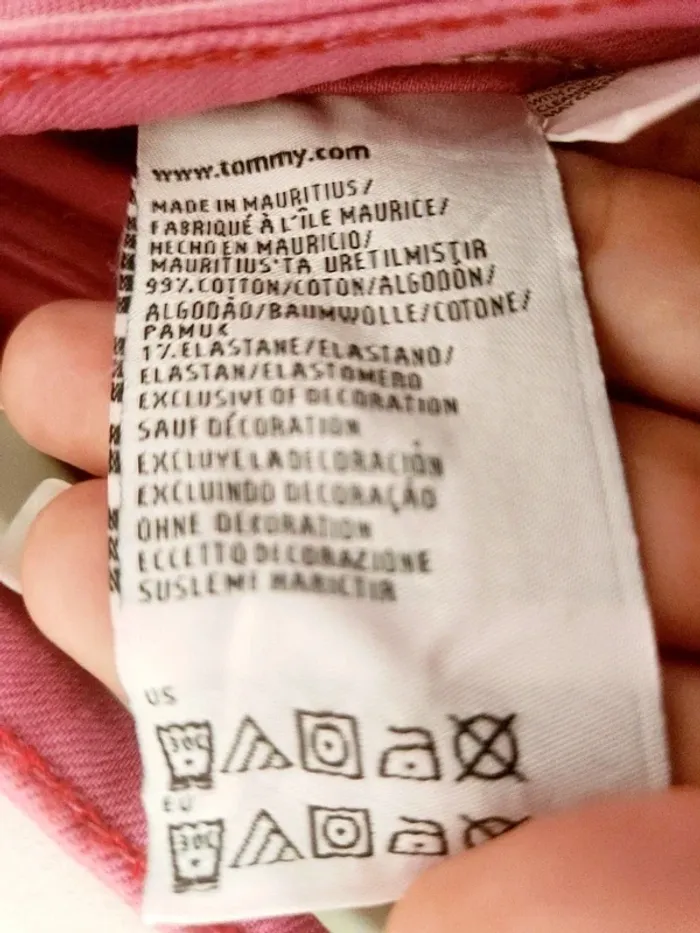 www.tommy.com
MADE IN MAURITIUS/
FABRIQUÉ À L'ÎLE MAURICE/
HECHO EN MAURICIO/
MAURITIUS'TA URETILMISTIR
99%COTTON/COTON/ALGODÒN/
ALGODÃO/BAUMWOLLE/COTONE/
PAMUK
1%ELASTANE/ELASTANO/
ELASTAN/ELASTOMERO
EXCLUSIVE OF DECORATION
SAUF DÉCORATION
EXCLUYE LA DECORACIÓN
EXCLUINDO DECORAÇÃO
OHNE DEKORATION
ECCETTO DECORAZIONE
SUSLEME HARICTIR
US
30C
EU
30C